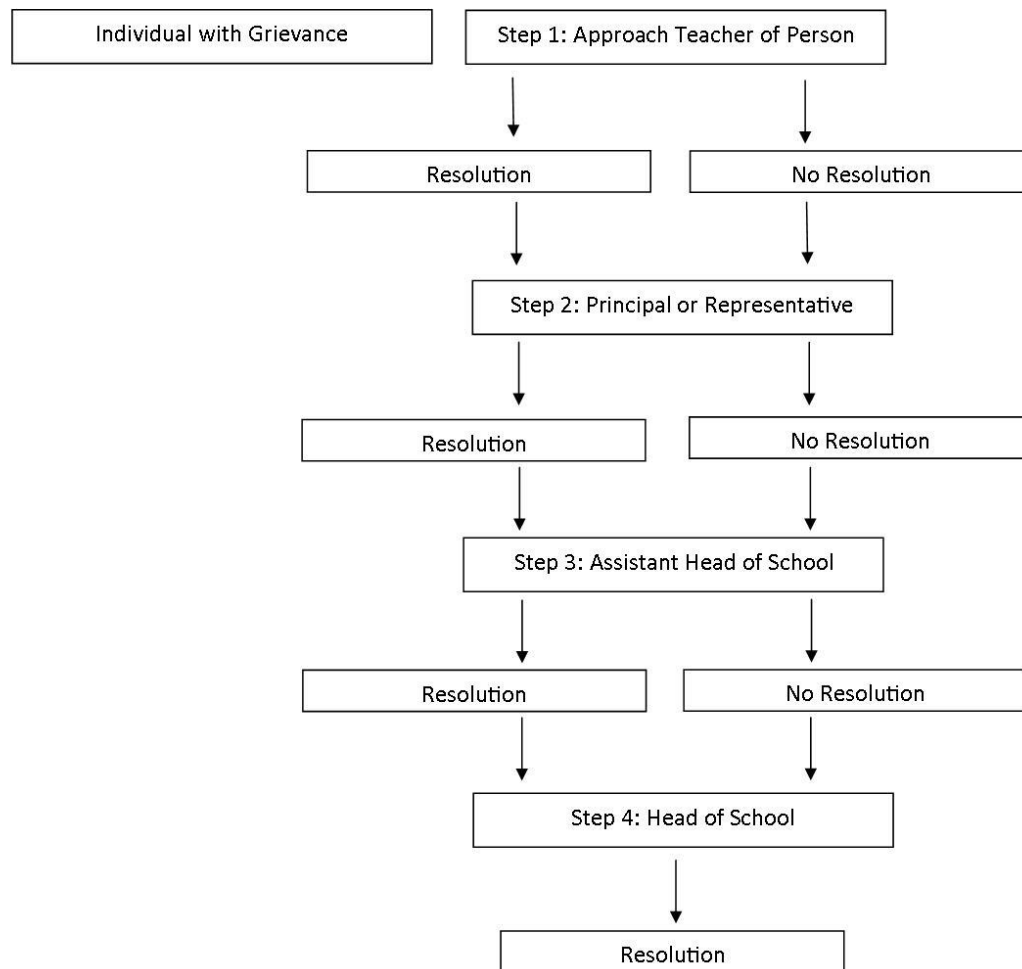 Individual with Grievance
Step 1: Approach Teacher of Person
Resolution
No Resolution
Step 2: Principal or Representative
Resolution
No Resolution
Step 3: Assistant Head of School
Resolution
No Resolution
Step 4: Head of School
Resolution